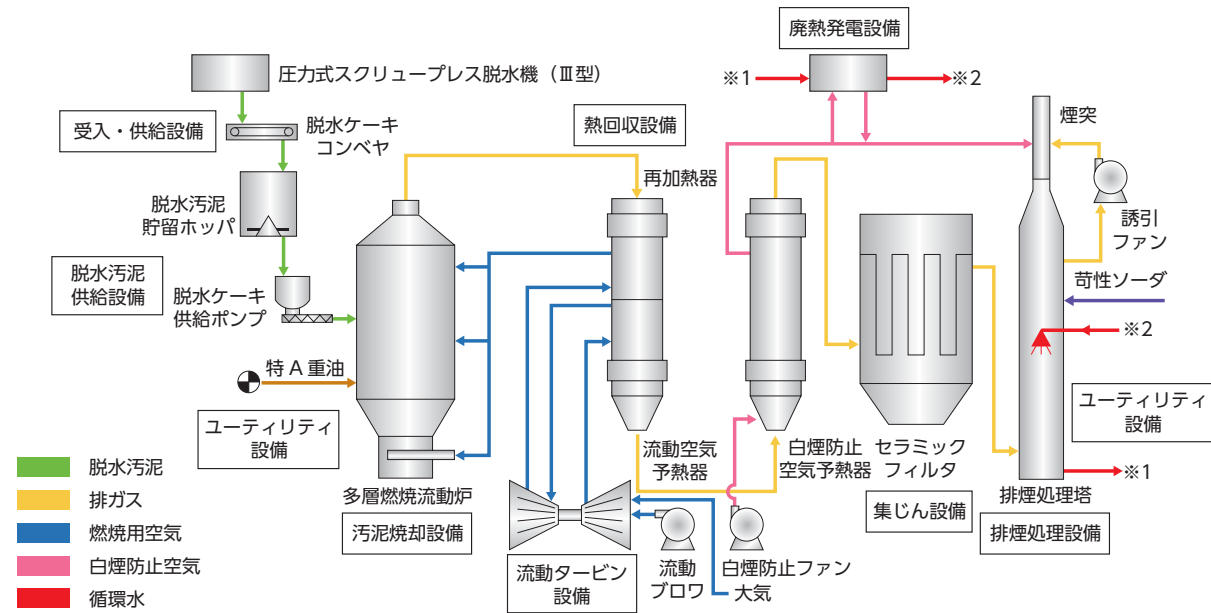 圧力式スクリュープレス脱水機(Ⅲ型)
受入・供給設備
脱水ケーキ
コンベヤ
脱水汚泥
貯留ホッパ
脱水汚泥
供給設備
脱水ケーキ
供給ポンプ
特A重油
ユーティリティ
設備
多層燃焼流動炉
汚泥焼却設備
熱回収設備
再加熱器
流動空気
予熱器
流動タービン
設備
流動
ブロワ
廃熱発電設備
※1
※2
白煙防止
空気予熱器
白煙防止ファン
大気
セラミック
フィルタ
集じん設備
煙突
誘引
ファン
苛性ソーダ
※2
ユーティリティ
設備
※1
排煙処理塔
排煙処理設備
脱水汚泥
排ガス
燃焼用空気
白煙防止空気
循環水